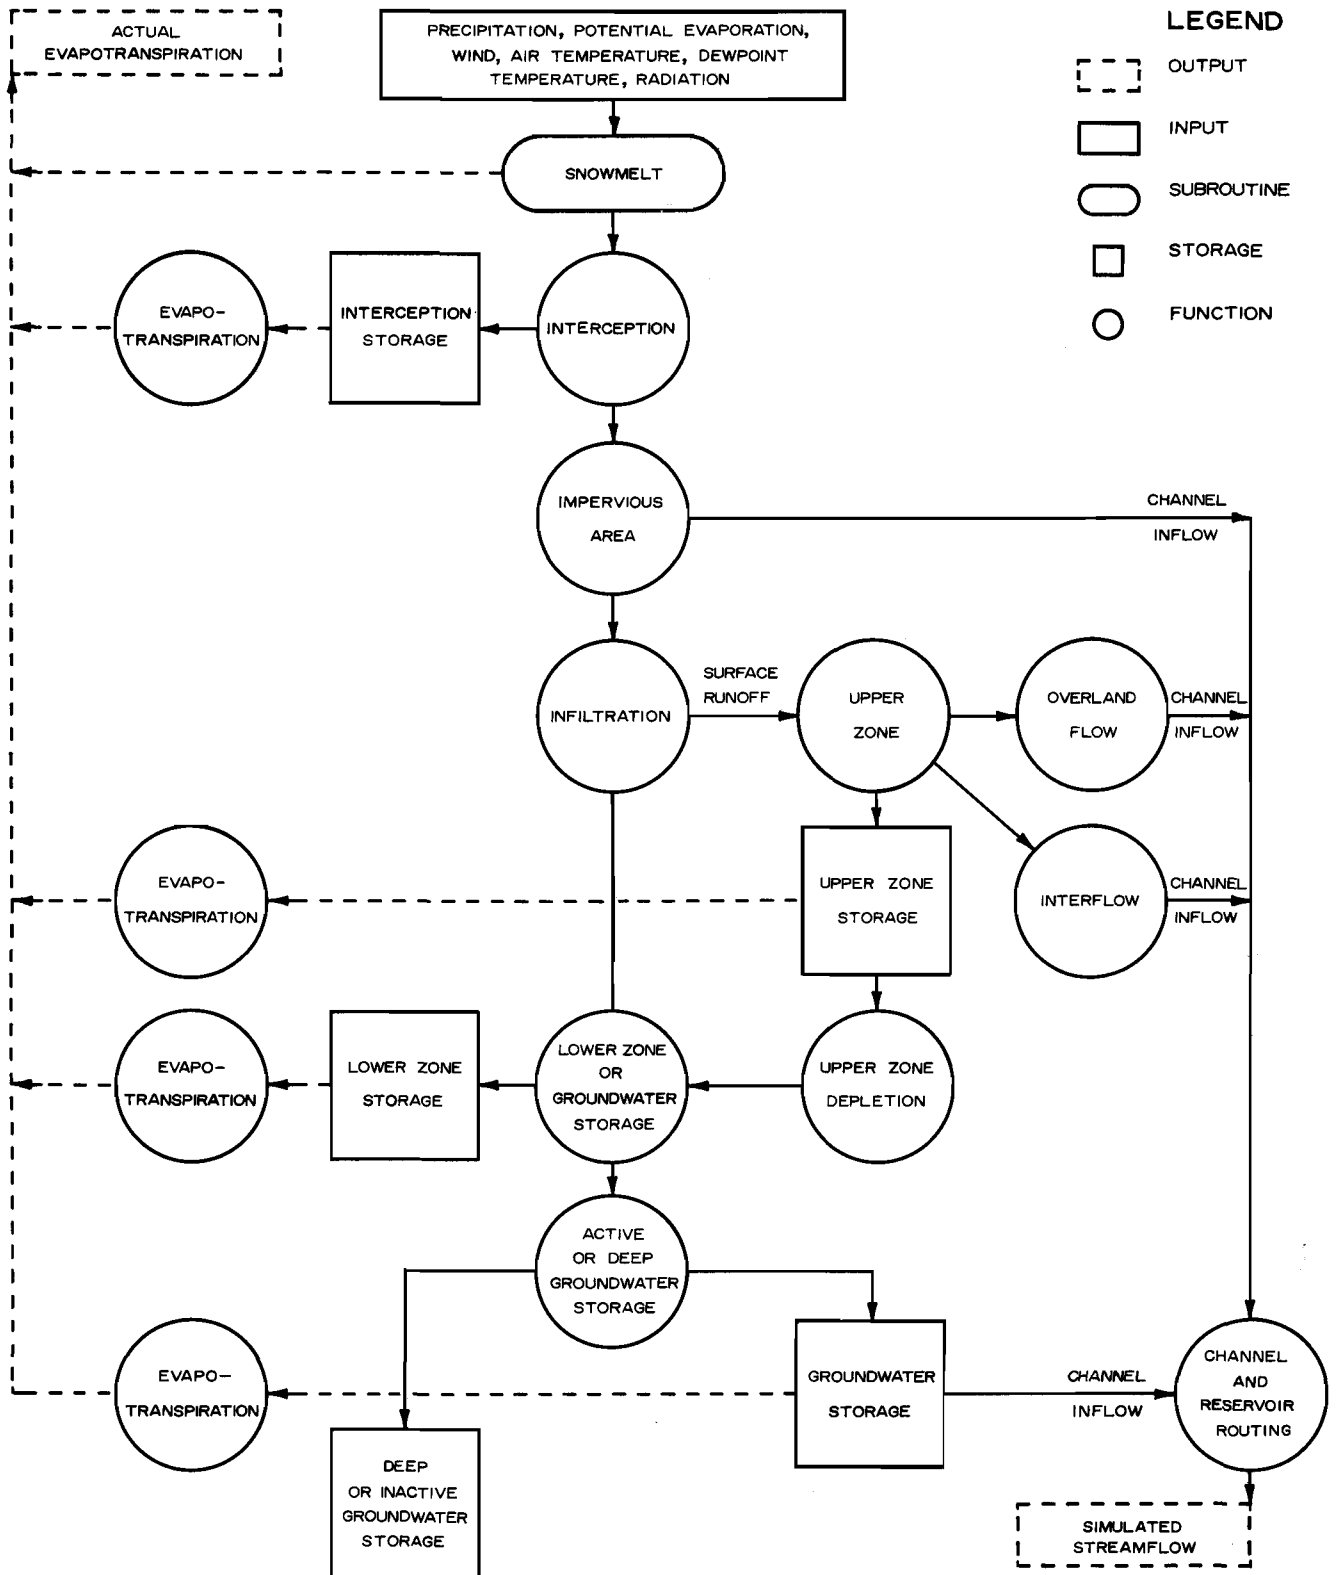 ACTUAL
EVAPOTRANSPIRATION
PRECIPITATION, POTENTIAL EVAPORATION,
WIND, AIR TEMPERATURE, DEWPOINT
TEMPERATURE, RADIATION
LEGEND
OUTPUT
INPUT
SUBROUTINE
STORAGE
FUNCTION
SNOWMELT
EVAPO-
TRANSPIRATION
INTERCEPTION
STORAGE
INTERCEPTION
IMPERVIOUS
AREA
CHANNEL
INFLOW
INFILTRATION
SURFACE
RUNOFF
UPPER
ZONE
OVERLAND
FLOW
CHANNEL
INFLOW
EVAPO-
TRANSPIRATION
UPPER ZONE
STORAGE
INTERFLOW
CHANNEL
INFLOW
EVAPO-
TRANSPIRATION
LOWER ZONE
STORAGE
LOWER ZONE
OR
GROUNDWATER
STORAGE
UPPER ZONE
DEPLETION
ACTIVE
OR DEEP
GROUNDWATER
STORAGE
EVAPO-
TRANSPIRATION
GROUNDWATER
STORAGE
CHANNEL
INFLOW
CHANNEL
AND
RESERVOIR
ROUTING
DEEP
OR INACTIVE
GROUNDWATER
STORAGE
SIMULATED
STREAMFLOW